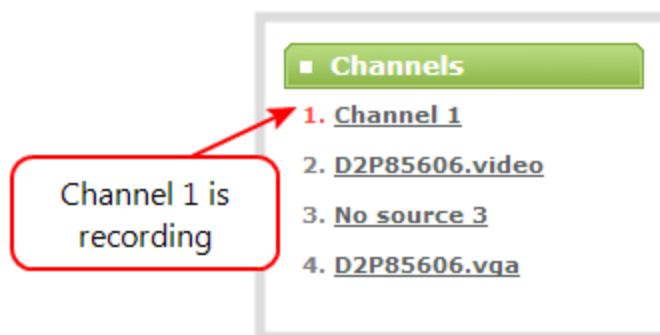 Channels
1. Channel 1
2. D2P85606.video
3. No source 3
4. D2P85606.vga
Channel 1 is
recording